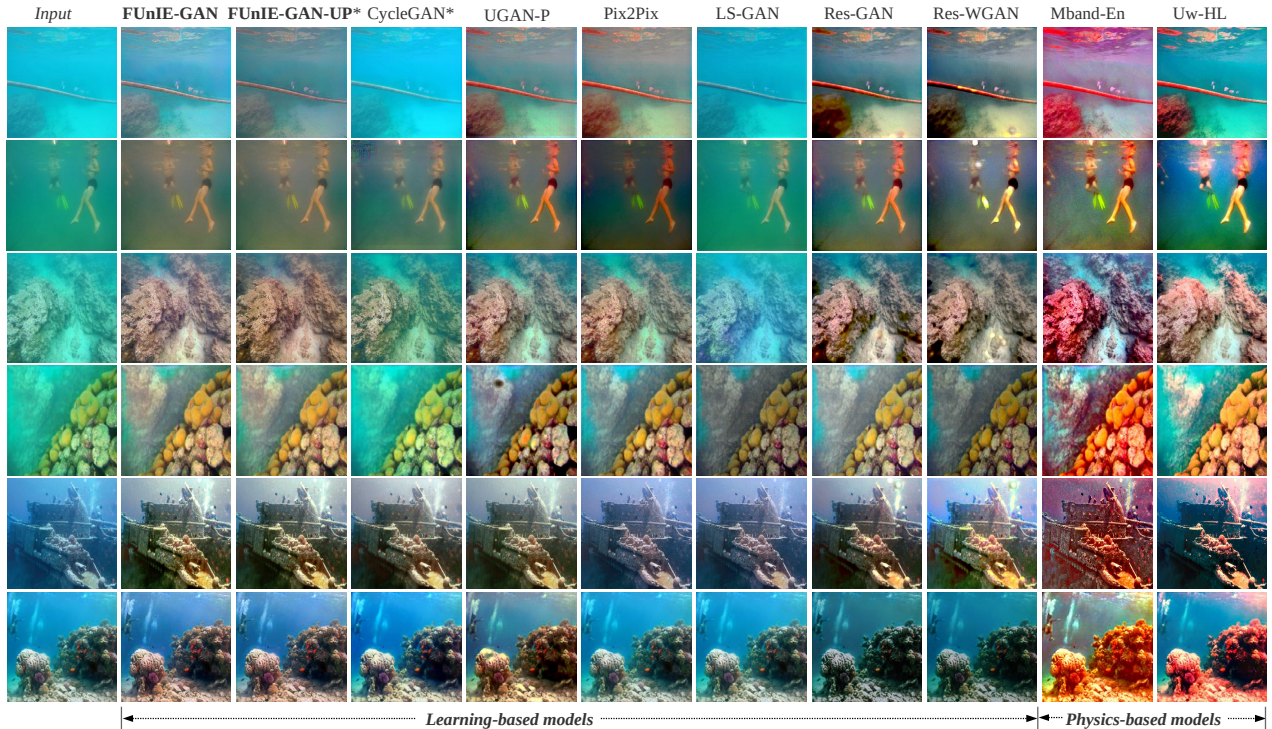 Input FUnIE-GAN FUnIE-GAN-UP* CycleGAN* UGAN-P Pix2Pix LS-GAN Res-GAN Res-WGAN Mband-En Uw-HL
Learning-based models Physics-based models